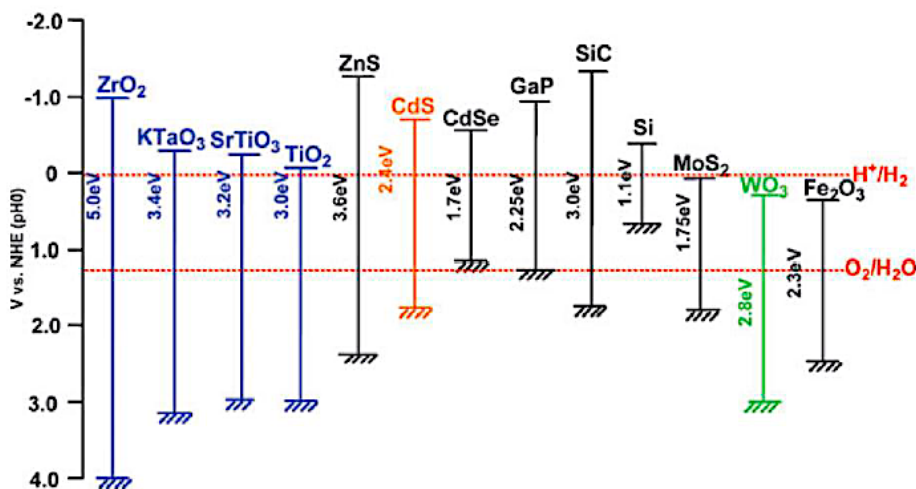 -2.0
-1.0
0
1.0
2.0
3.0
4.0
V vs. NHE (pH0)
ZrO₂
5.0eV
KTaO₃
3.4eV
SrTiO₃
3.2eV
TiO₂
3.0eV
ZnS
3.6eV
CdS
2.4eV
CdSe
1.7eV
GaP
2.25eV
SiC
3.0eV
Si
1.1eV
MoS₂
1.75eV
WO₃
2.8eV
Fe₂O₃
2.3eV
H⁺/H₂
O₂/H₂O